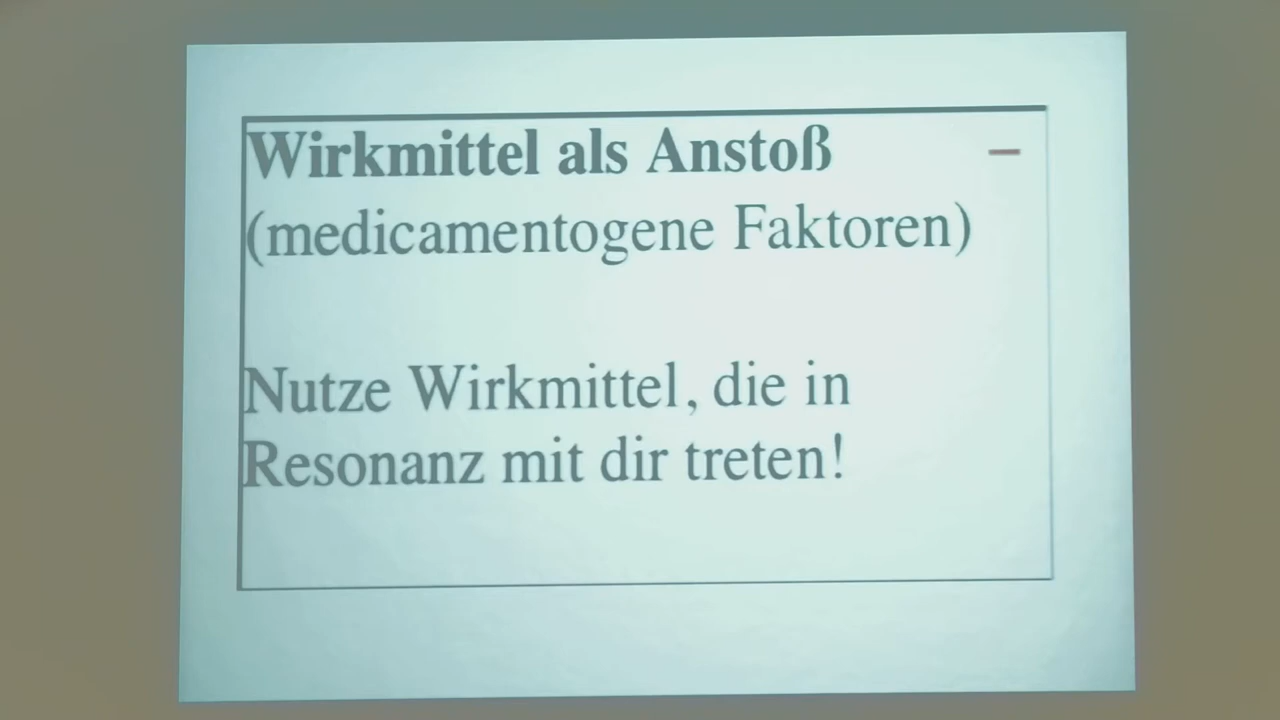 Wirkmittel als Anstoß –
(medicamentogene Faktoren)
Nutze Wirkmittel, die in
Resonanz mit dir treten!